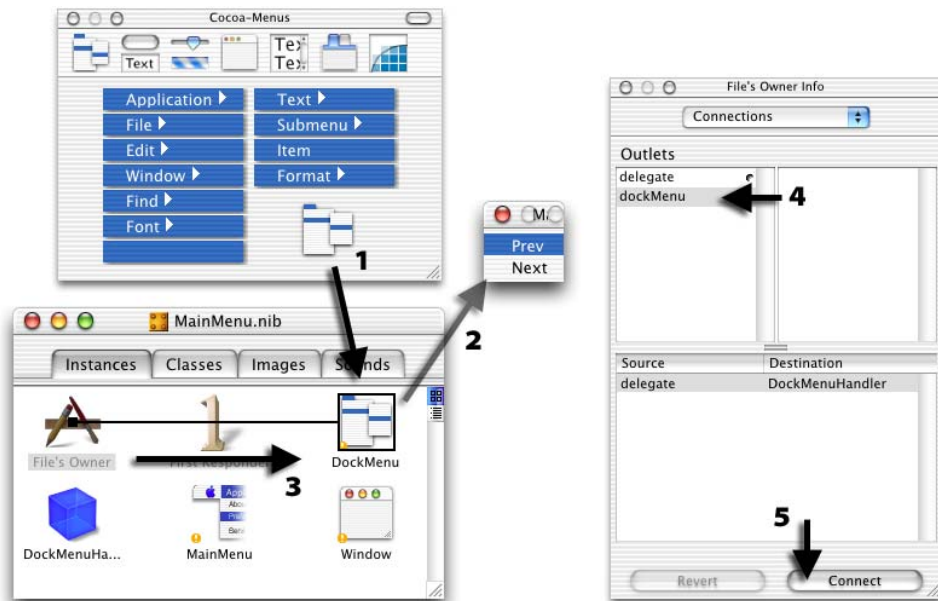 Cocoa-Menus
Text
Tex
Tex
Application
Text
File
Submenu
Edit
Item
Window
Format
Find
Font
1
MainMenu.nib
Instances
Classes
Images
Sounds
File's Owner
First Responder
DockMenu
3
DockMenuHa...
MainMenu
Window
2
Prev
Next
File's Owner Info
Connections
Outlets
delegate
dockMenu
4
Source Destination
delegate DockMenuHandler
5
Revert
Connect